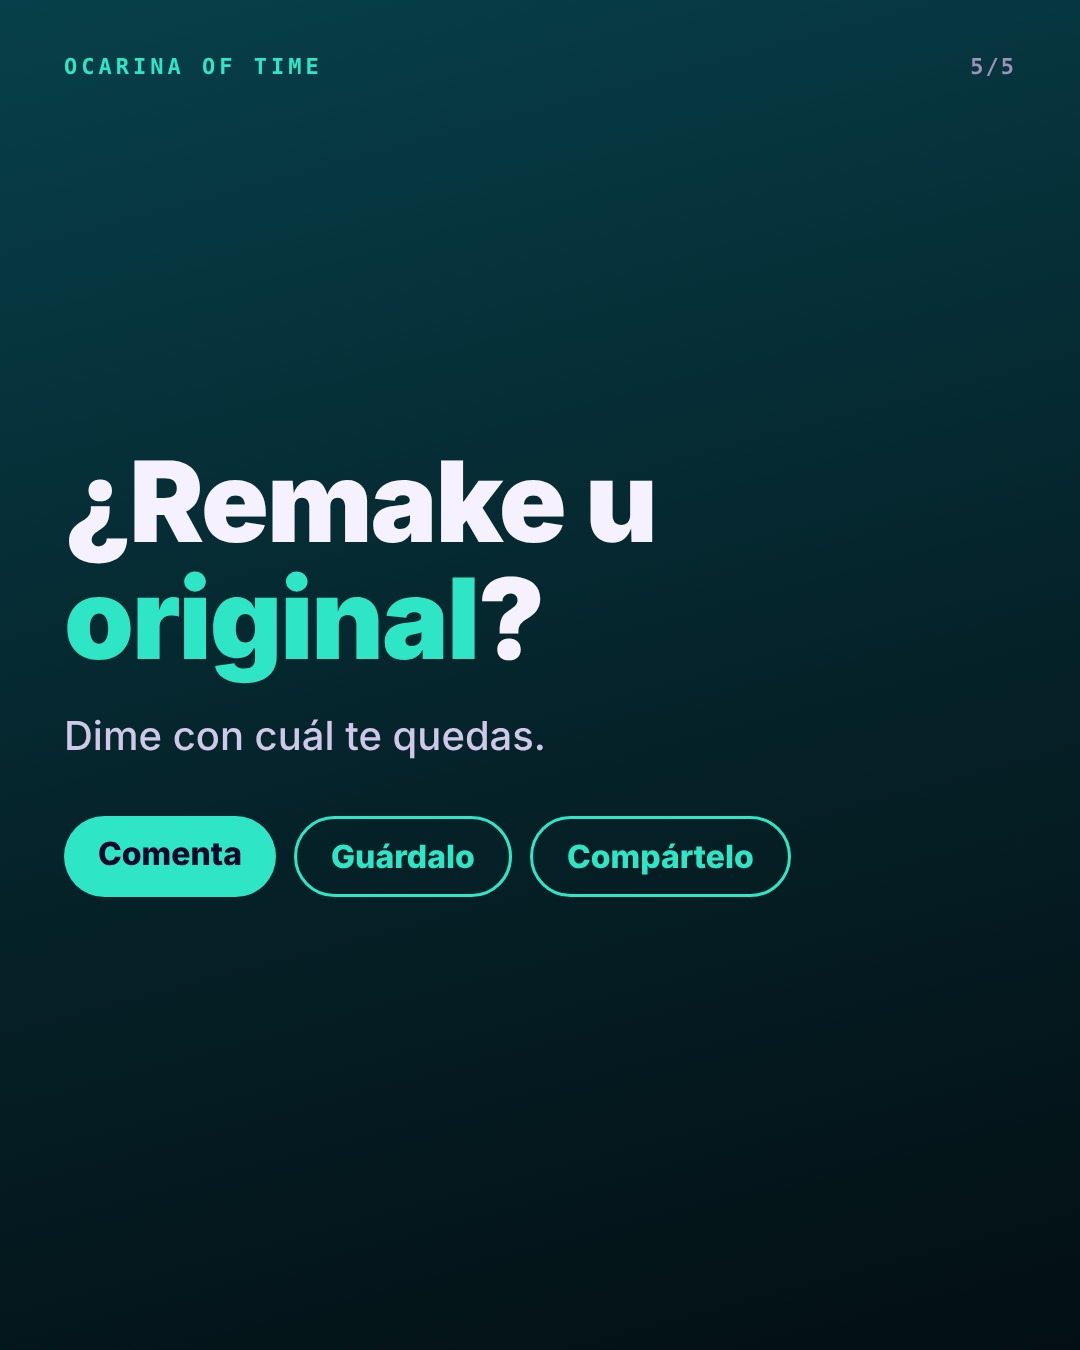 OCARINA OF TIME
5/5
¿Remake u
original?
Dime con cuál te quedas.
Comenta
Guárdalo
Compártelo